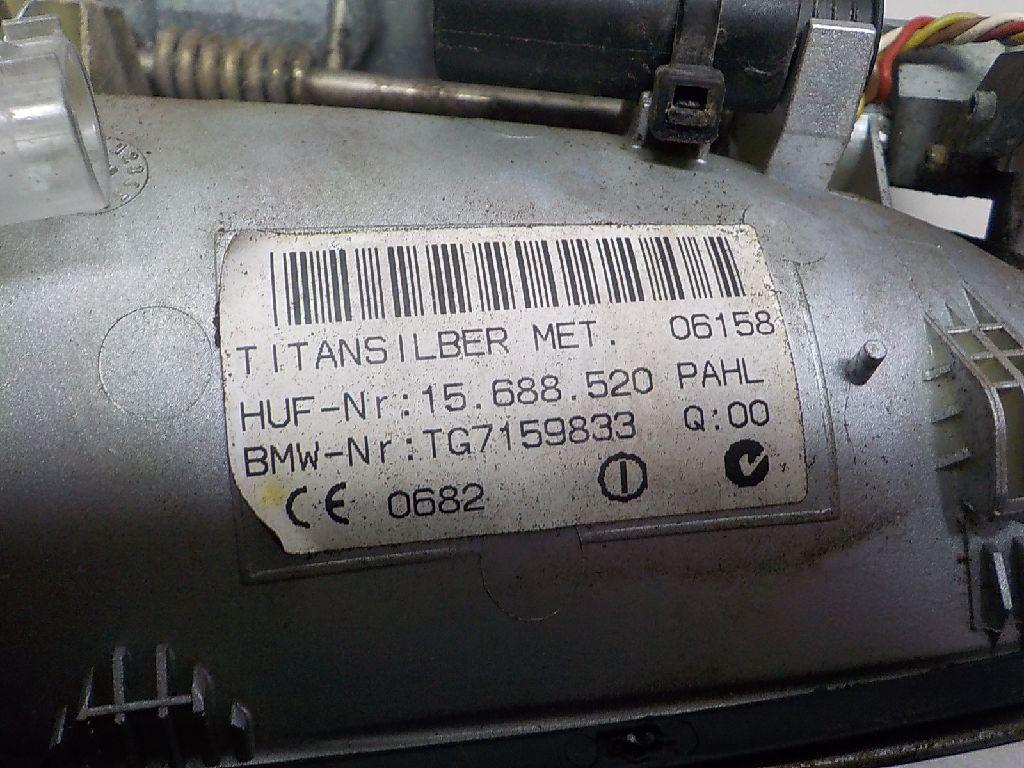 TITANSILBER MET. 06158
HUF-Nr:15.688.520 PAHL
BMW-Nr:TG7159833 Q:00
CE 0682